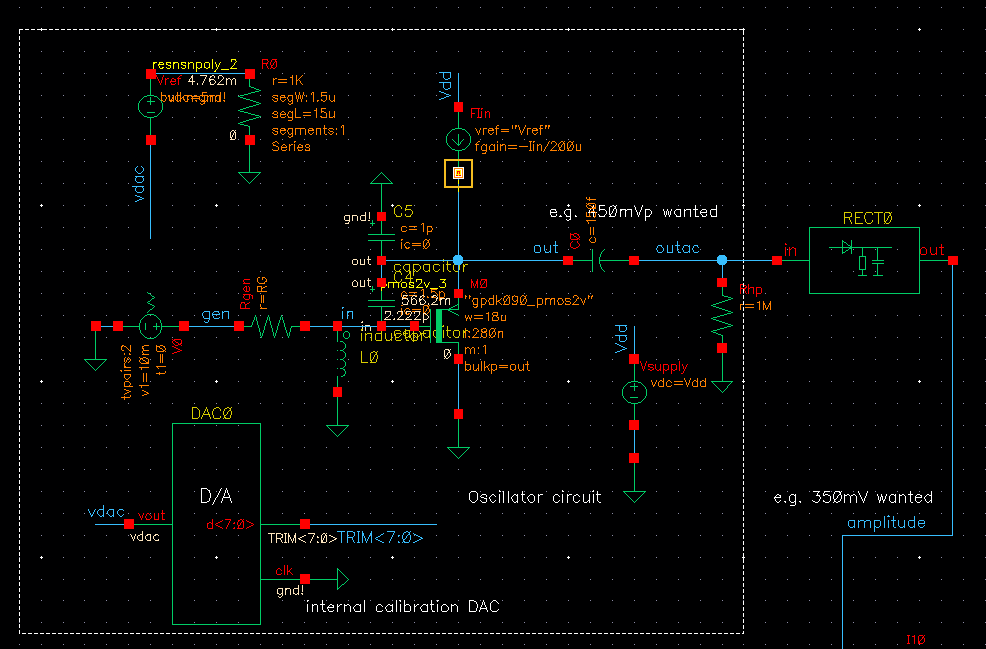 resnsnpoly_2
R0
Vref
4.762m
r=1K
segW:1.5u
segL=15u
segments:1
Series
0
vdac
Vdd
FIin
vref="Vref"
fgain=-Iin/200u
gnd!
C5
c=1p
ic=0
e.g. 450mVp wanted
RECT0
out
out
C0
outac
in
out
out
capacitor
C4
pmos2v_3
M0
566.2m
"gpdk090_pmos2v"
2.222p
w=18u
l:280n
m:1
bulkp=out
capacitor
in
in
inductor
L0
0
gen
Rgen
r=RG
V0
tvpairs:2
v1=10m
t1=0
Vdd
Vsupply
vdc=Vdd
Rhp
r=1M
DAC0
D/A
vdac
vout
vdac
d<7:0>
TRIM<7:0>
TRIM<7:0>
clk
gnd!
internal calibration DAC
Oscillator circuit
e.g. 350mV wanted
amplitude
I10